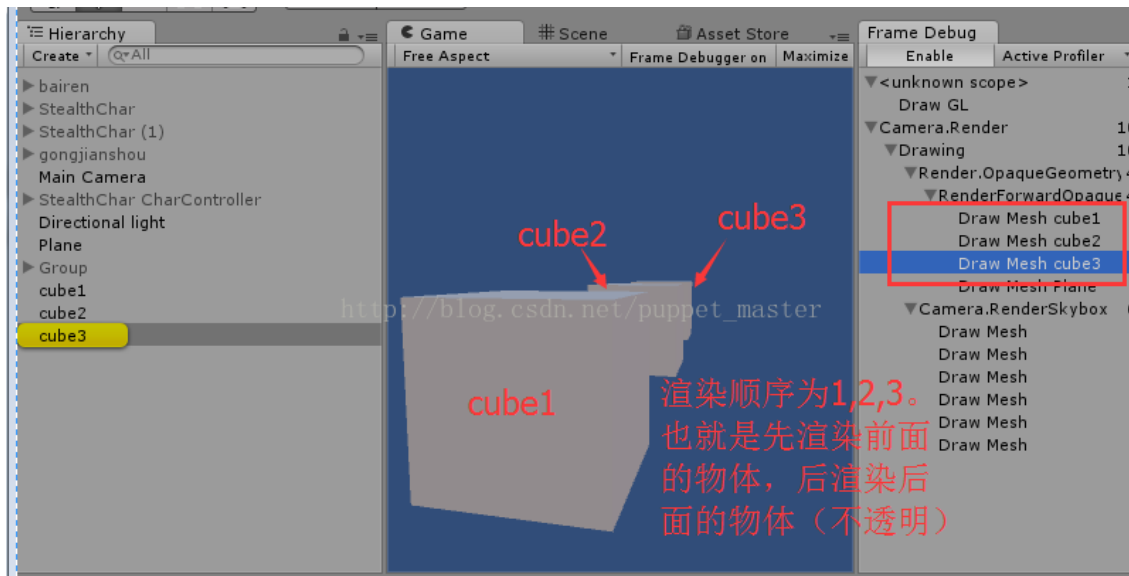 Hierarchy
Create
All
bairen
StealthChar
StealthChar (1)
gongjianshou
Main Camera
StealthChar CharController
Directional light
Plane
Group
cube1
cube2
cube3
Game
Scene
Asset Store
Free Aspect
Frame Debugger on
Maximize
cube2
cube3
cube1
http://blog.csdn.net/puppet_master
渲染顺序为1,2,3。
也就是先渲染前面
的物体，后渲染后
面的物体（不透明）
Frame Debug
Enable
Active Profiler
<unknown scope>
Draw GL
Camera.Render
Drawing
Render.OpaqueGeometry
RenderForwardOpaque
Draw Mesh cube1
Draw Mesh cube2
Draw Mesh cube3
Draw Mesh Plane
Camera.RenderSkybox
Draw Mesh
Draw Mesh
Draw Mesh
Draw Mesh
Draw Mesh
Draw Mesh